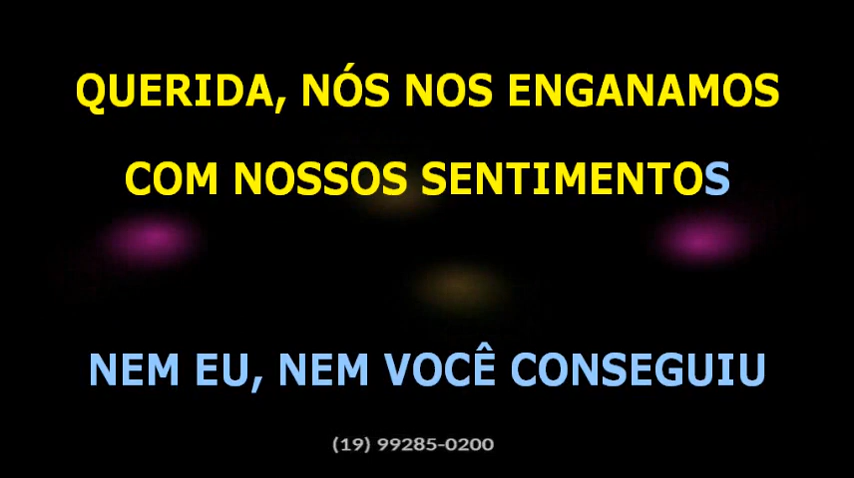 QUERIDA, NÓS NOS ENGANAMOS
COM NOSSOS SENTIMENTOS
NEM EU, NEM VOCÊ CONSEGUIU
(19) 99285-0200